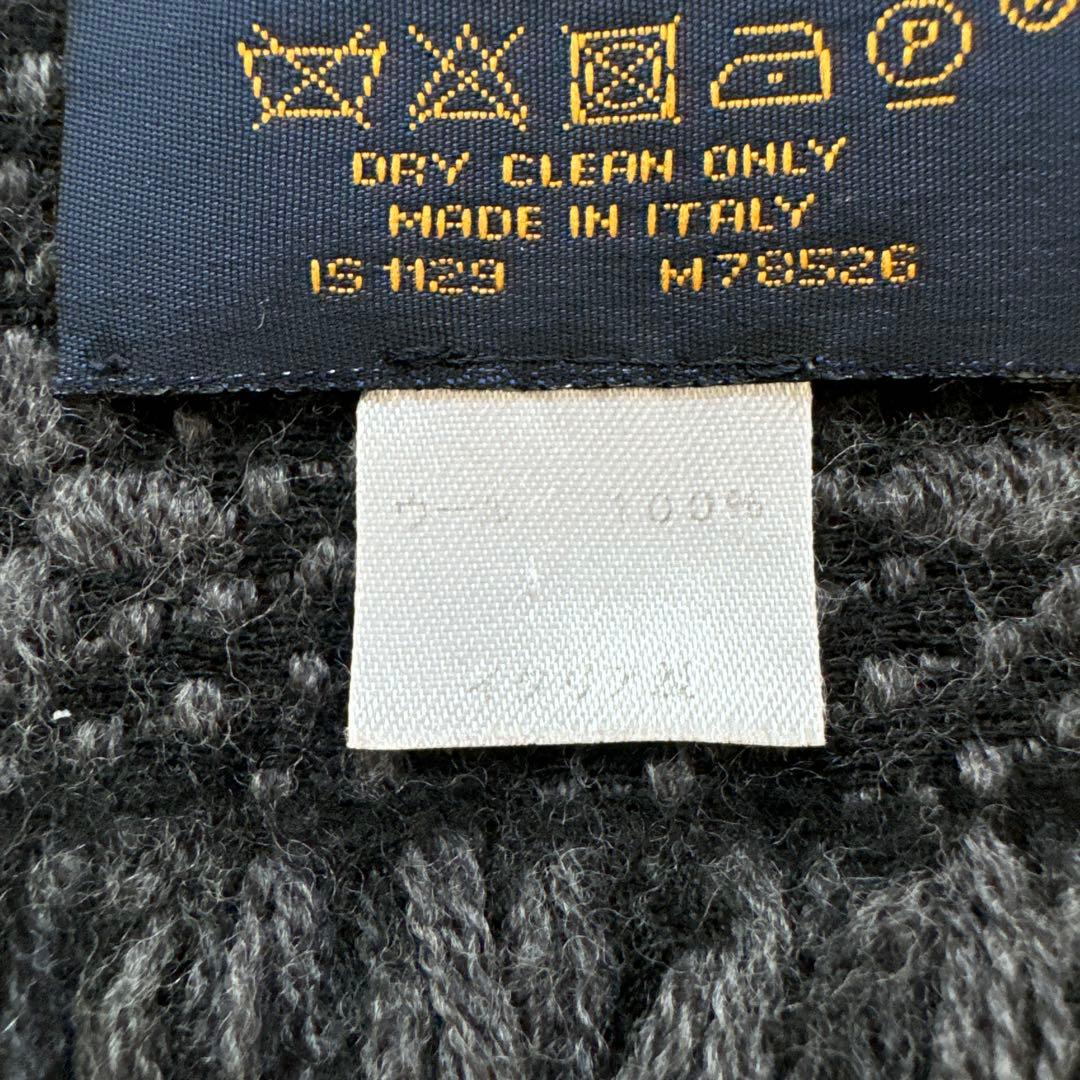 P
DRY CLEAN ONLY
MADE IN ITALY
IS 1129 M78526
ウール 100%
イタリア製